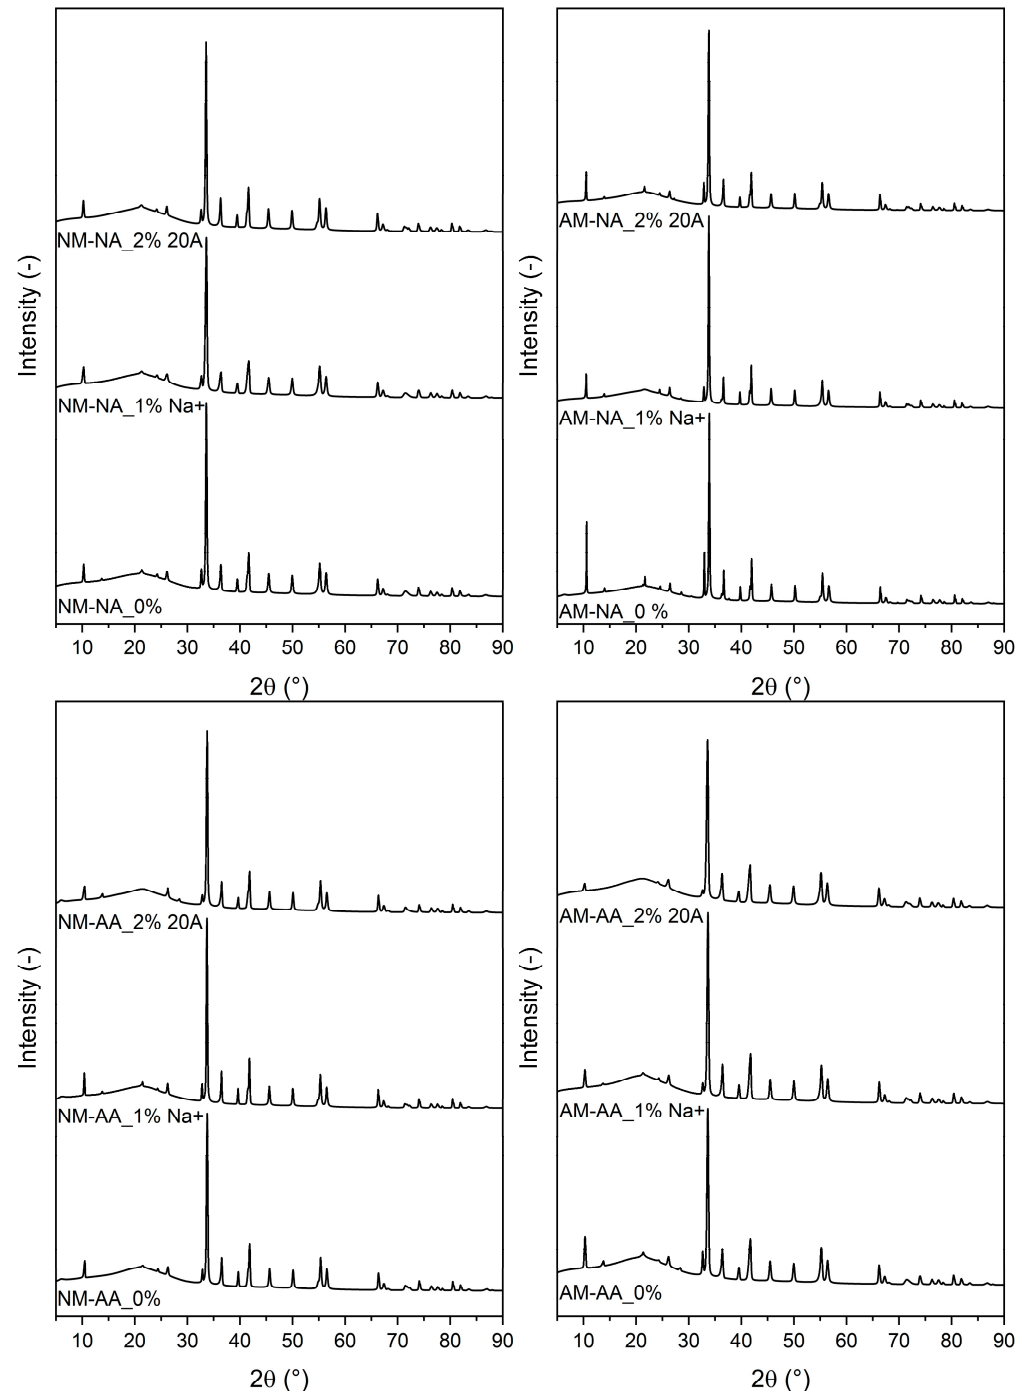 Intensity (-)
NM-NA_2% 20A
NM-NA_1% Na+
NM-NA_0%
10 20 30 40 50 60 70 80 90
2θ (°)
Intensity (-)
AM-NA_2% 20A
AM-NA_1% Na+
AM-NA_0 %
10 20 30 40 50 60 70 80 90
2θ (°)
Intensity (-)
NM-AA_2% 20A
NM-AA_1% Na+
NM-AA_0%
10 20 30 40 50 60 70 80 90
2θ (°)
Intensity (-)
AM-AA_2% 20A
AM-AA_1% Na+
AM-AA_0%
10 20 30 40 50 60 70 80 90
2θ (°)